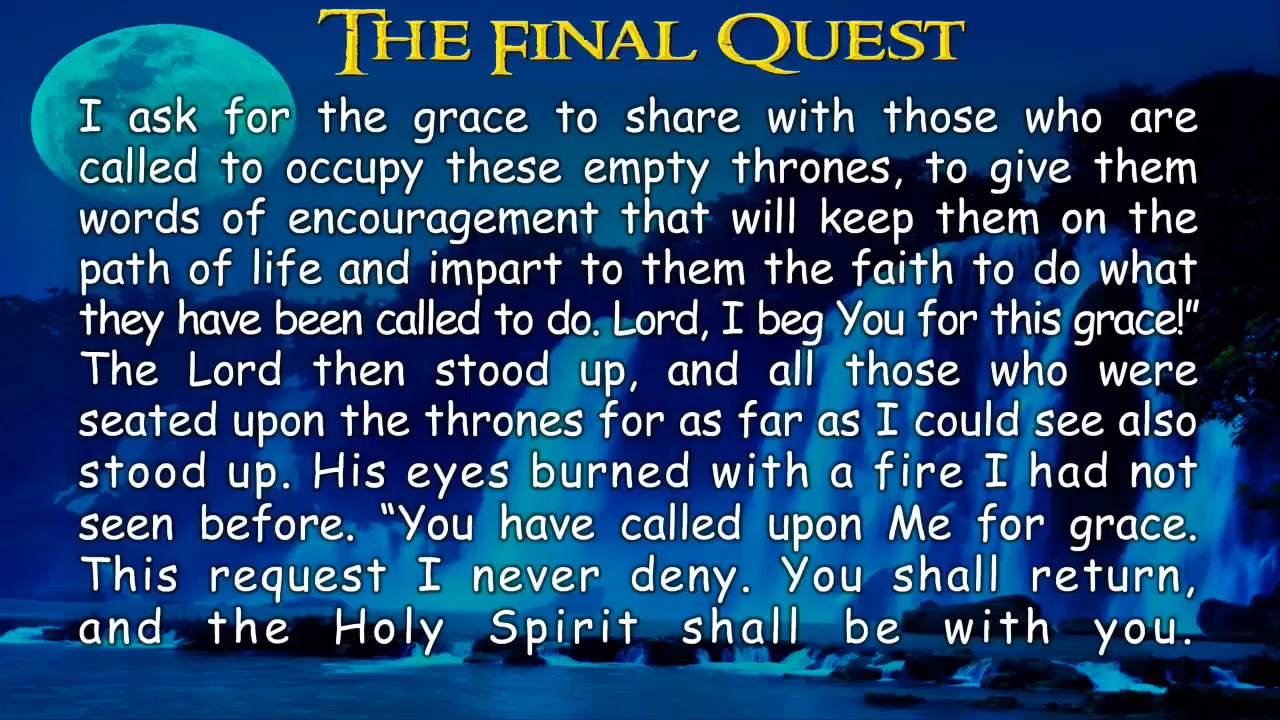 THE FINAL QUEST
I ask for the grace to share with those who are
called to occupy these empty thrones, to give them
words of encouragement that will keep them on the
path of life and impart to them the faith to do what
they have been called to do. Lord, I beg You for this grace!”
The Lord then stood up, and all those who were
seated upon the thrones for as far as I could see also
stood up. His eyes burned with a fire I had not
seen before. “You have called upon Me for grace.
This request I never deny. You shall return,
and the Holy Spirit shall be with you.